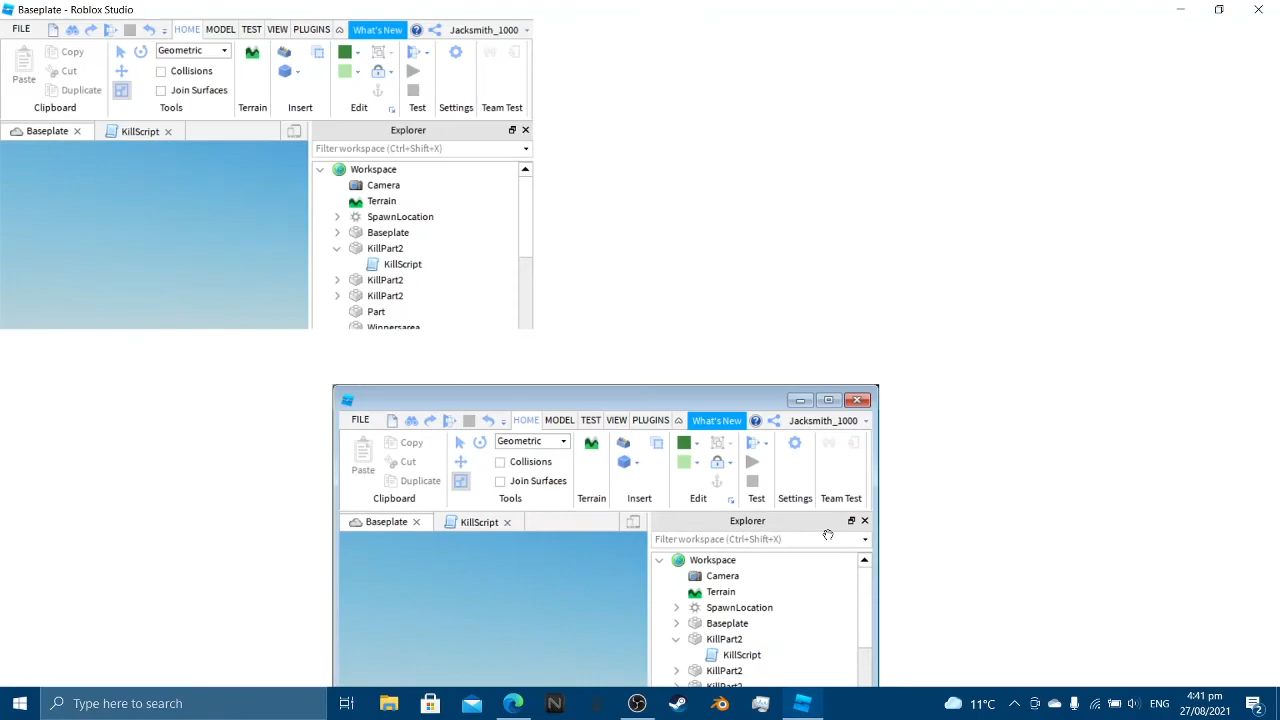 Baseplate - Roblox Studio
FILE HOME MODEL TEST VIEW PLUGINS What's New Jacksmith_1000
Paste Copy Cut Duplicate
Geometric
Collisions
Join Surfaces
Clipboard Tools Terrain Insert Edit Test Settings Team Test
Baseplate KillScript Explorer
Filter workspace (Ctrl+Shift+X)
Workspace
Camera
Terrain
SpawnLocation
Baseplate
KillPart2
KillScript
KillPart2
KillPart2
Part
Winnersarea
FILE HOME MODEL TEST VIEW PLUGINS What's New Jacksmith_1000
Paste Copy Cut Duplicate
Geometric
Collisions
Join Surfaces
Clipboard Tools Terrain Insert Edit Test Settings Team Test
Baseplate KillScript Explorer
Filter workspace (Ctrl+Shift+X)
Workspace
Camera
Terrain
SpawnLocation
Baseplate
KillPart2
KillScript
KillPart2
KillPart2
Type here to search 11°C ENG 4:41 pm
27/08/2021 2